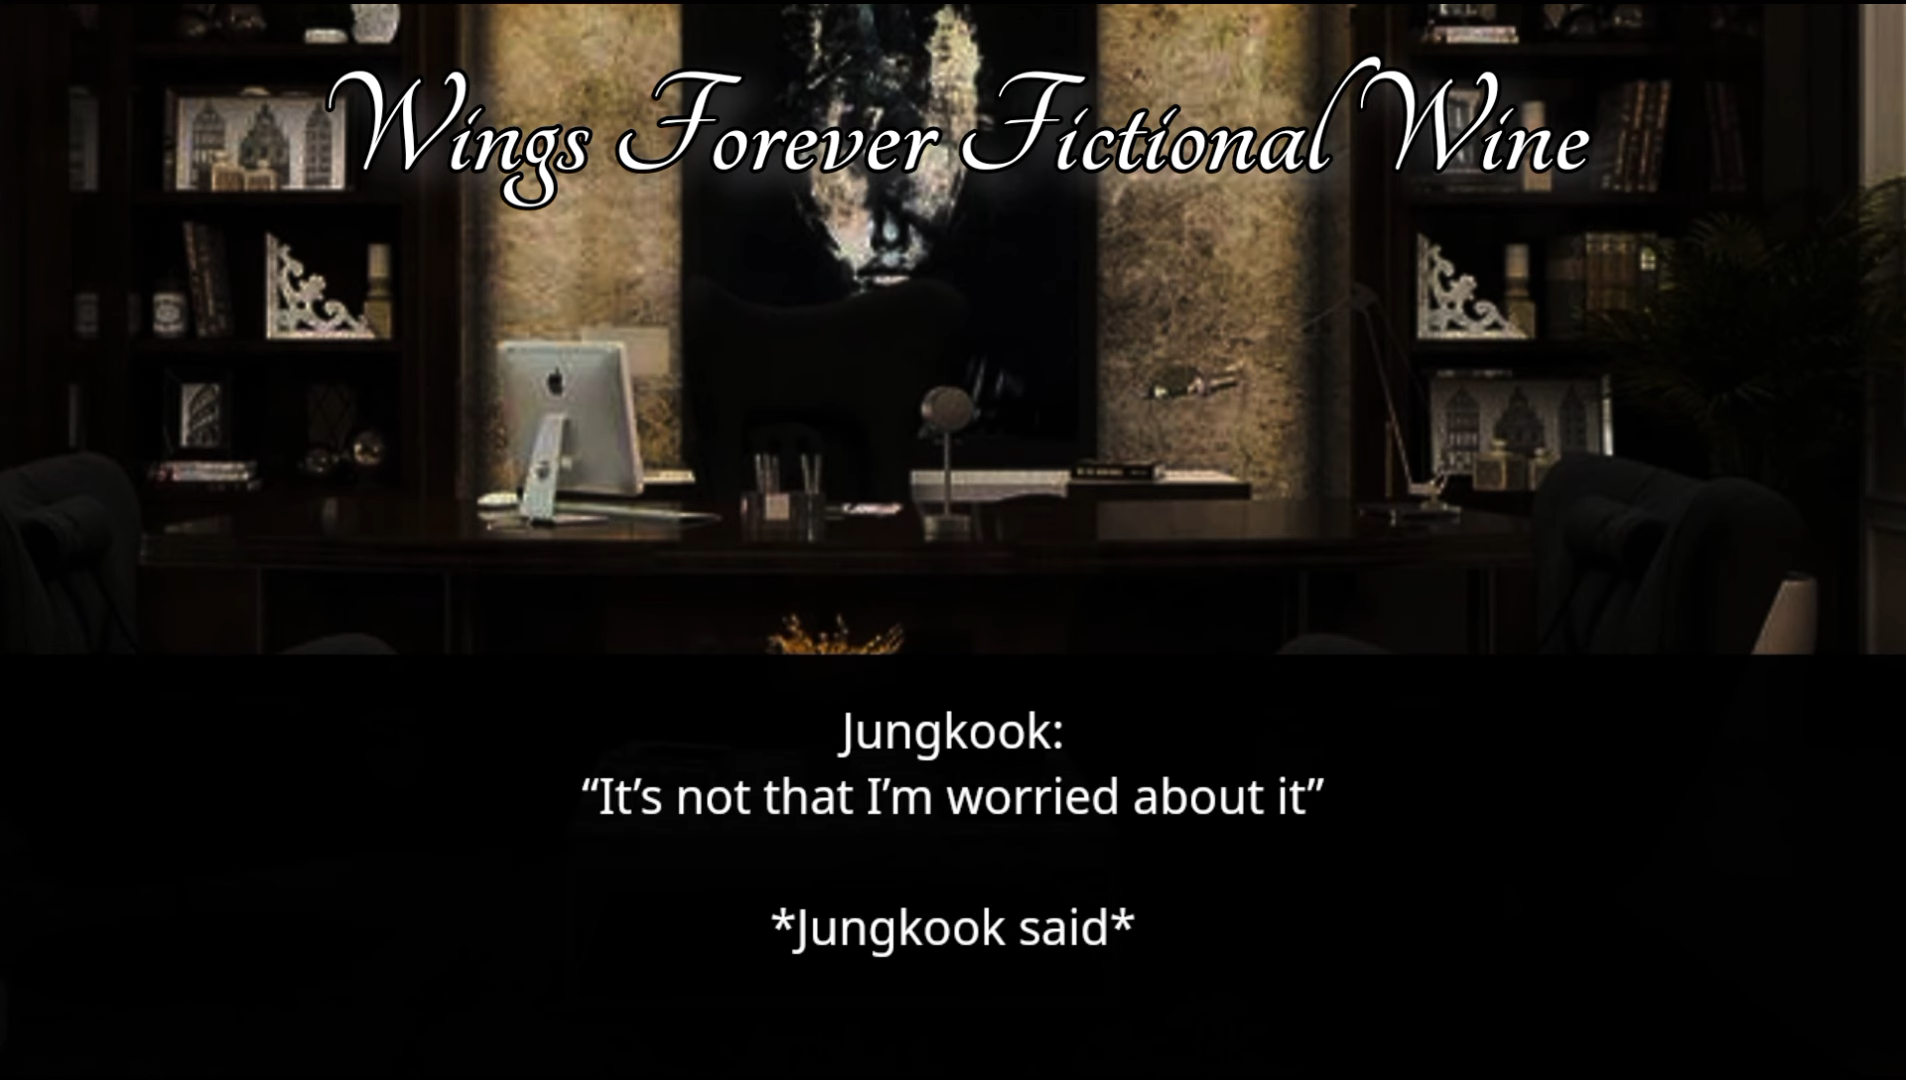 Wings Forever Fictional Wine
Jungkook:
“It’s not that I’m worried about it”
*Jungkook said*